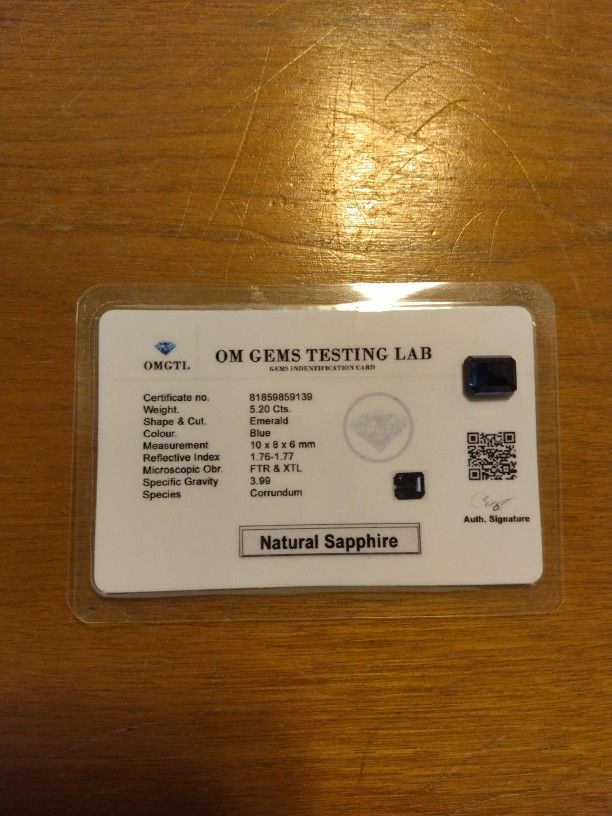 OMGTL
OM GEMS TESTING LAB
GEMS INDENTIFICATION CARD
Certificate no. 81859859139
Weight. 5.20 Cts.
Shape & Cut. Emerald
Colour. Blue
Measurement 10 x 8 x 6 mm
Reflective Index 1.76-1.77
Microscopic Obr. FTR & XTL
Specific Gravity 3.99
Species Corrundum
OMGTL
Auth. Signature
Natural Sapphire